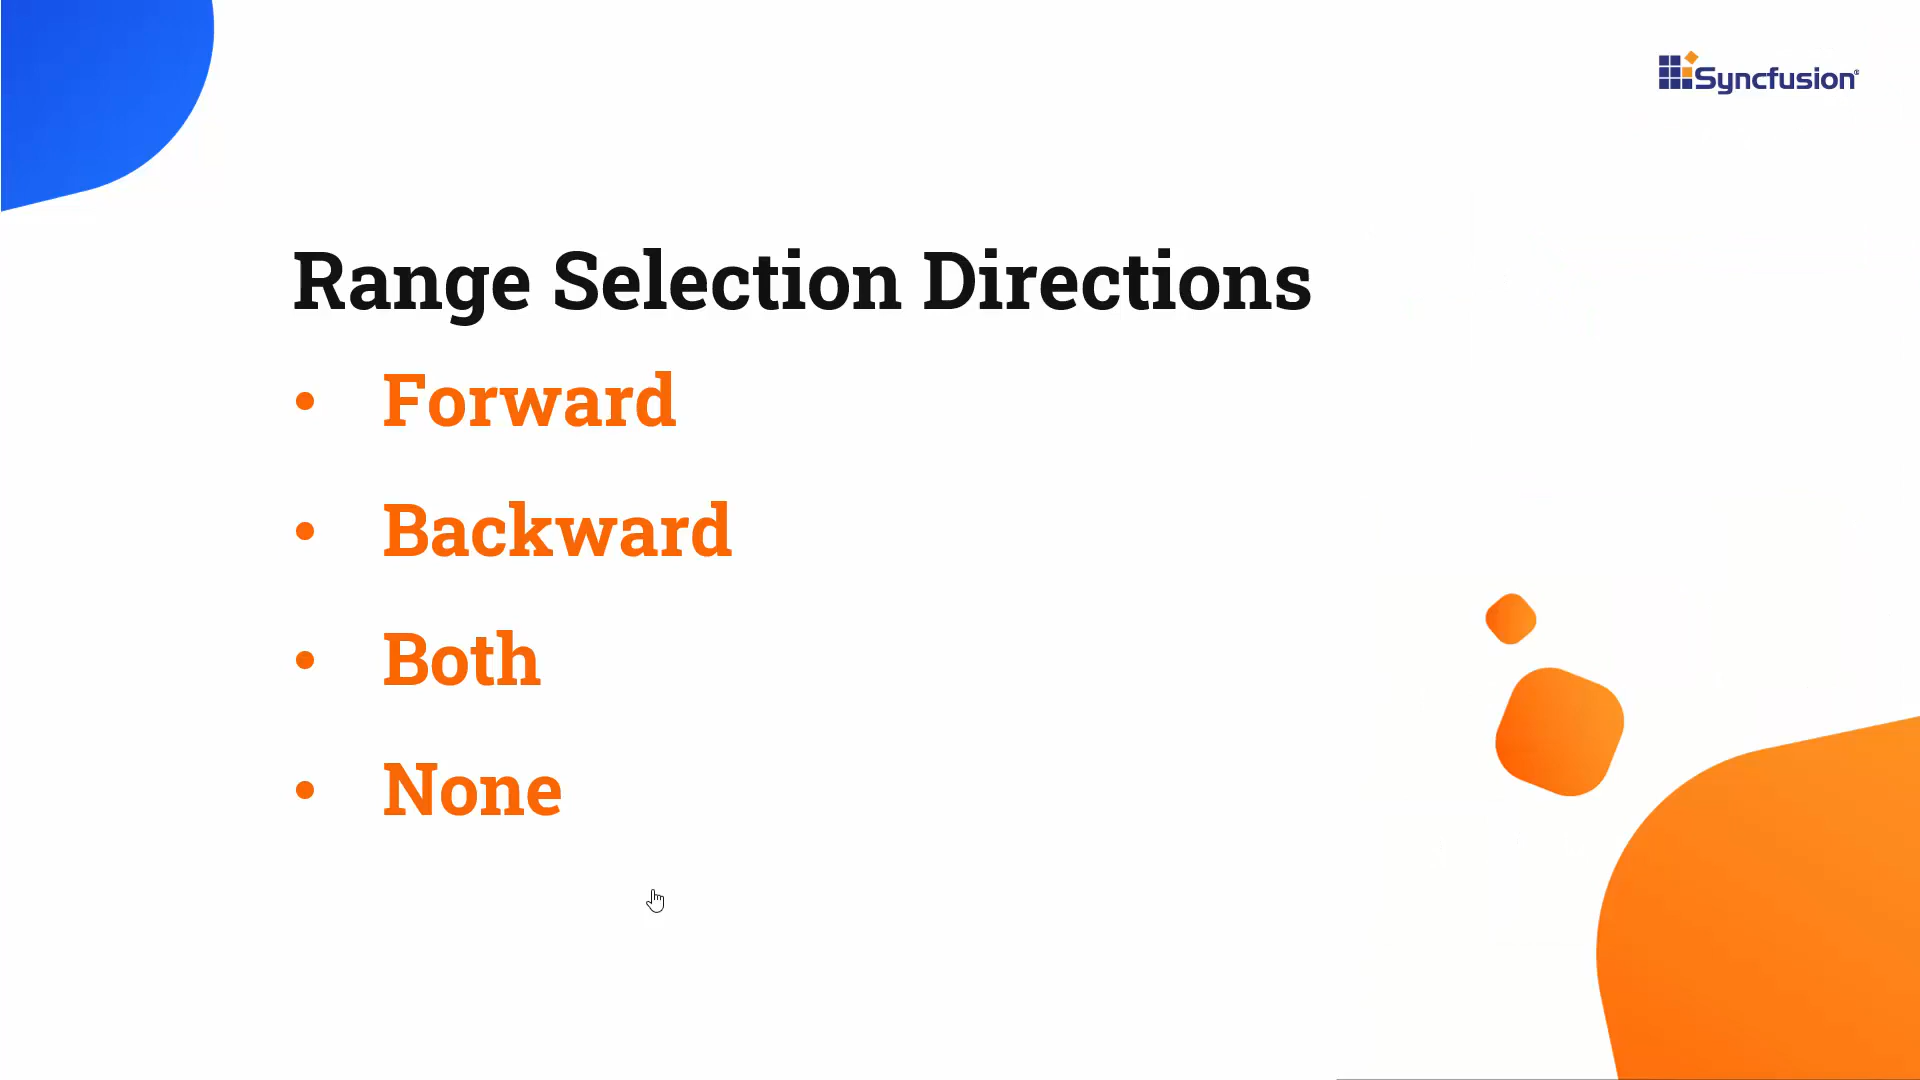 Syncfusion®
Range Selection Directions
• Forward
• Backward
• Both
• None